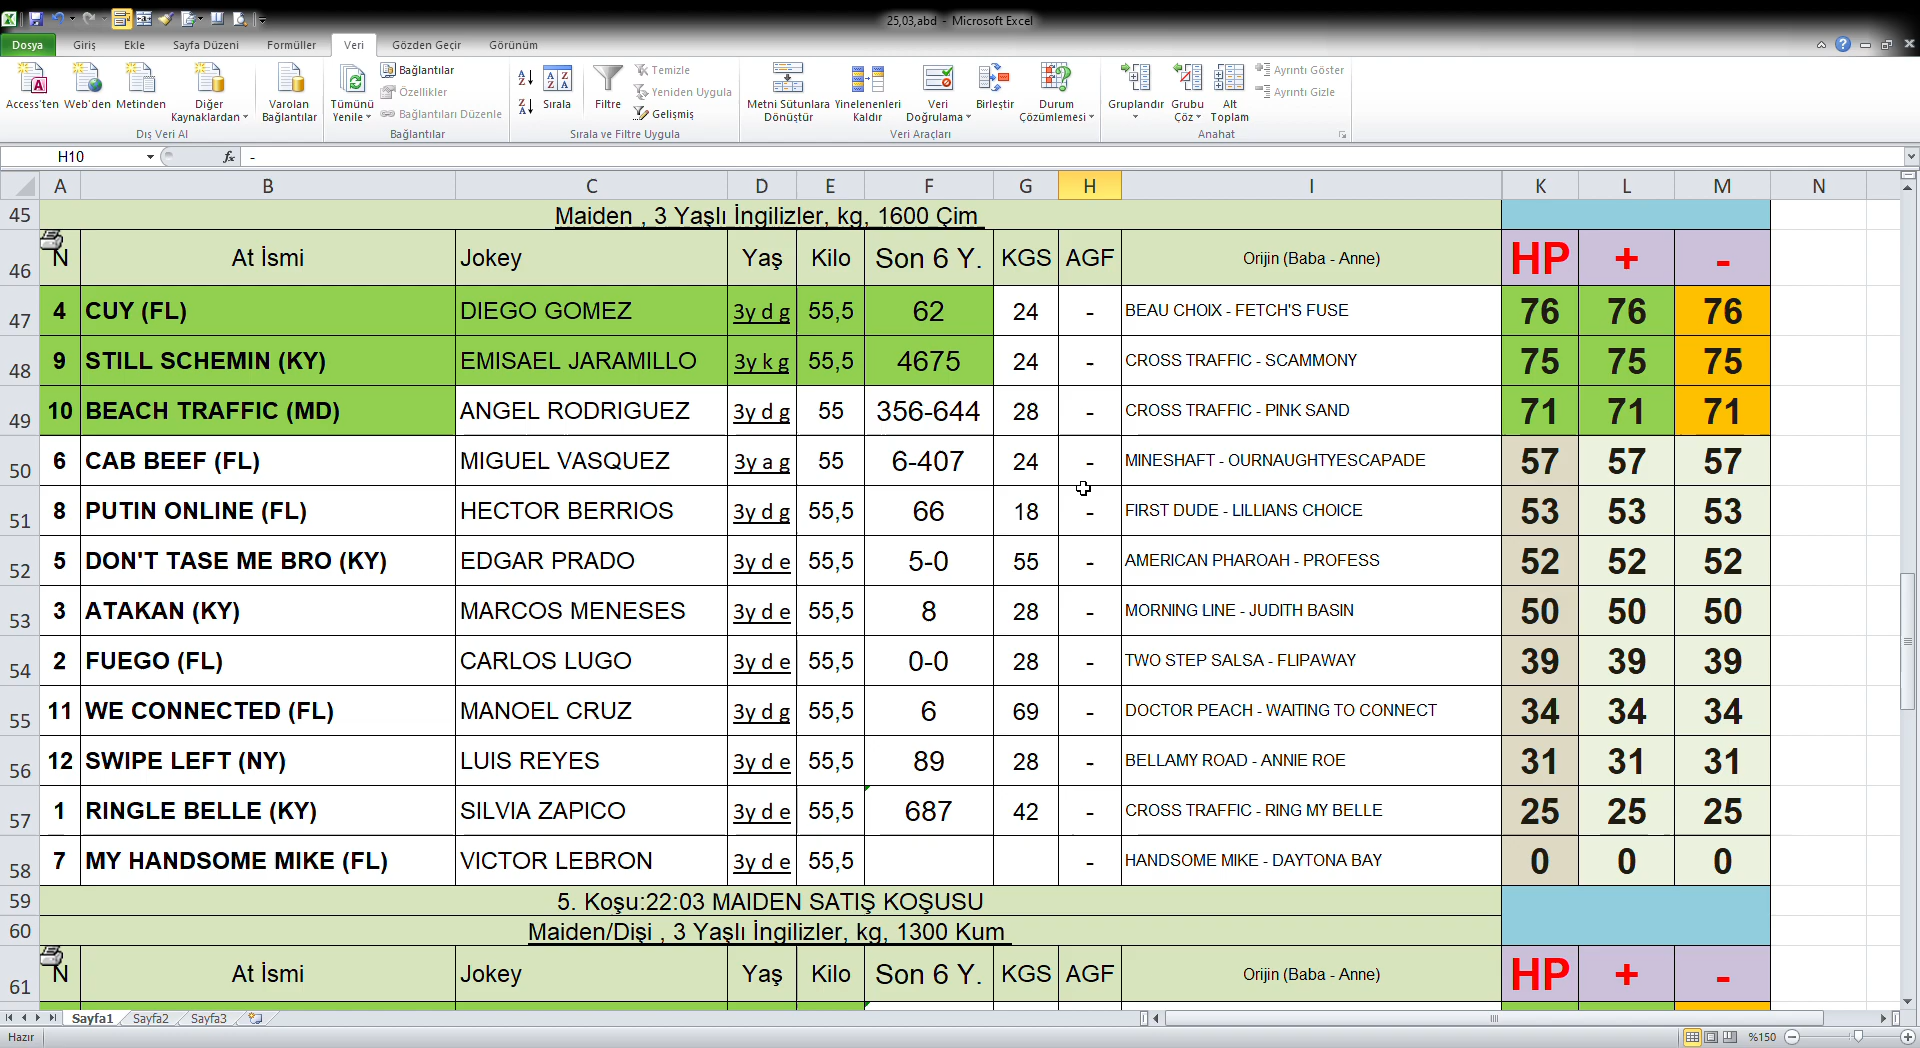 25,03,abd - Microsoft Excel
Dosya Giriş Ekle Sayfa Düzeni Formüller Veri Gözden Geçir Görünüm
Access'ten Web'den Metinden Diğer Kaynaklardan Varolan Bağlantılar Tümünü Yenile Bağlantılar Özellikler Bağlantıları Düzenle Sırala Filtre Temizle Yeniden Uygula Gelişmiş Metni Sütunlara Dönüştür Yinelenenleri Kaldır Veri Doğrulama Birleştir Durum Çözümlemesi Gruplandır Grubu Çöz Alt Toplam Ayrıntı Göster Ayrıntı Gizle
Dış Veri Al Bağlantılar Sırala ve Filtre Uygula Veri Araçları Anahat
H10 fx -
A B C D E F G H I K L M N
45 Maiden , 3 Yaşlı İngilizler, kg, 1600 Çim
46 N At İsmi Jokey Yaş Kilo Son 6 Y. KGS AGF Orijin (Baba - Anne) HP + -
47 4 CUY (FL) DIEGO GOMEZ 3y d g 55,5 62 24 - BEAU CHOIX - FETCH'S FUSE 76 76 76
48 9 STILL SCHEMIN (KY) EMISAEL JARAMILLO 3y k g 55,5 4675 24 - CROSS TRAFFIC - SCAMMONY 75 75 75
49 10 BEACH TRAFFIC (MD) ANGEL RODRIGUEZ 3y d g 55 356-644 28 - CROSS TRAFFIC - PINK SAND 71 71 71
50 6 CAB BEEF (FL) MIGUEL VASQUEZ 3y a g 55 6-407 24 - MINESHAFT - OURNAUGHTYESCAPADE 57 57 57
51 8 PUTIN ONLINE (FL) HECTOR BERRIOS 3y d g 55,5 66 18 - FIRST DUDE - LILLIANS CHOICE 53 53 53
52 5 DON'T TASE ME BRO (KY) EDGAR PRADO 3y d e 55,5 5-0 55 - AMERICAN PHAROAH - PROFESS 52 52 52
53 3 ATAKAN (KY) MARCOS MENESES 3y d e 55,5 8 28 - MORNING LINE - JUDITH BASIN 50 50 50
54 2 FUEGO (FL) CARLOS LUGO 3y d e 55,5 0-0 28 - TWO STEP SALSA - FLIPAWAY 39 39 39
55 11 WE CONNECTED (FL) MANOEL CRUZ 3y d g 55,5 6 69 - DOCTOR PEACH - WAITING TO CONNECT 34 34 34
56 12 SWIPE LEFT (NY) LUIS REYES 3y d e 55,5 89 28 - BELLAMY ROAD - ANNIE ROE 31 31 31
57 1 RINGLE BELLE (KY) SILVIA ZAPICO 3y d e 55,5 687 42 - CROSS TRAFFIC - RING MY BELLE 25 25 25
58 7 MY HANDSOME MIKE (FL) VICTOR LEBRON 3y d e 55,5 - HANDSOME MIKE - DAYTONA BAY 0 0 0
59 5. Koşu:22:03 MAIDEN SATIŞ KOŞUSU
60 Maiden/Dişi , 3 Yaşlı İngilizler, kg, 1300 Kum
61 N At İsmi Jokey Yaş Kilo Son 6 Y. KGS AGF Orijin (Baba - Anne) HP + -
Sayfa1 Sayfa2 Sayfa3
Hazır %150